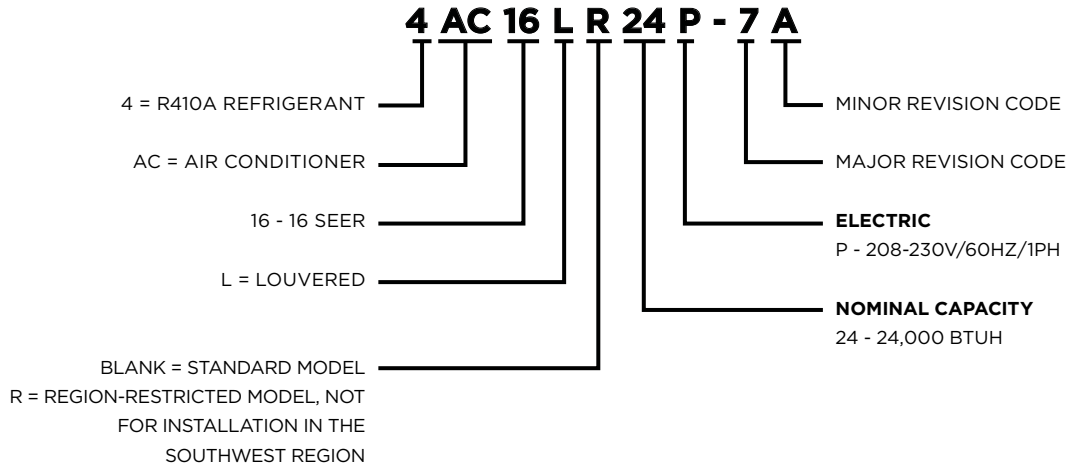 4 AC 16 L R 24 P - 7 A
4 = R410A REFRIGERANT
AC = AIR CONDITIONER
16 - 16 SEER
L = LOUVERED
BLANK = STANDARD MODEL
R = REGION-RESTRICTED MODEL, NOT
FOR INSTALLATION IN THE
SOUTHWEST REGION
MINOR REVISION CODE
MAJOR REVISION CODE
ELECTRIC
P - 208-230V/60HZ/1PH
NOMINAL CAPACITY
24 - 24,000 BTUH